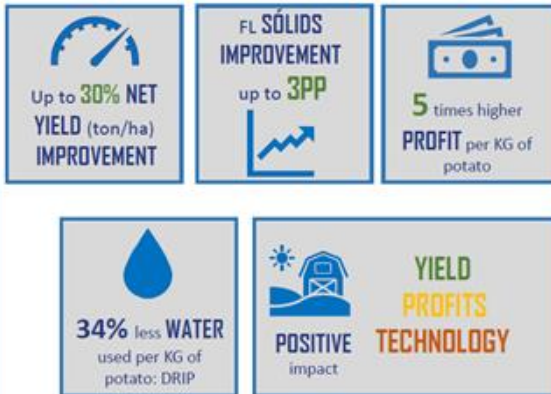 Up to 30% NET
YIELD (ton/ha)
IMPROVEMENT
FL SÓLIDS
IMPROVEMENT
up to 3PP
5 times higher
PROFIT per KG of
potato
34% less WATER
used per KG of
potato: DRIP
POSITIVE
impact
YIELD
PROFITS
TECHNOLOGY